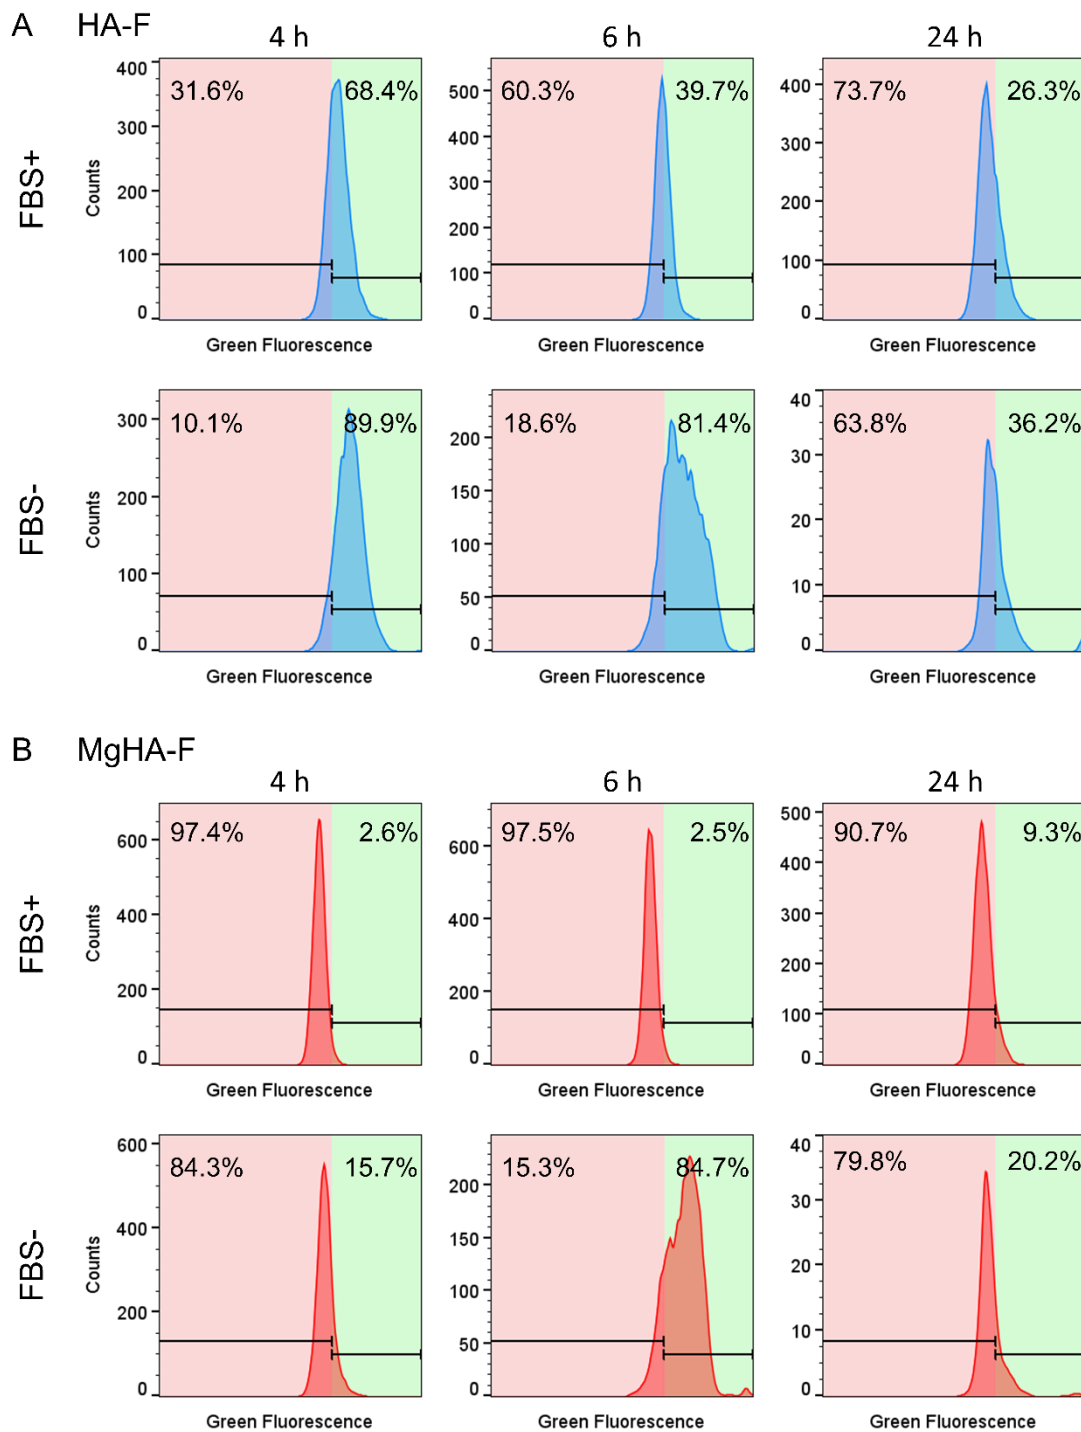 A HA-F
4 h 6 h 24 h
FBS+
Counts
400
300
200
100
0
31.6% 68.4%
Green Fluorescence
500
400
300
200
100
0
60.3% 39.7%
Green Fluorescence
400
300
200
100
0
73.7% 26.3%
Green Fluorescence
FBS-
Counts
300
200
100
0
10.1% 89.9%
Green Fluorescence
200
150
100
50
0
18.6% 81.4%
Green Fluorescence
40
30
20
10
0
63.8% 36.2%
Green Fluorescence
B MgHA-F
4 h 6 h 24 h
FBS+
Counts
600
400
200
0
97.4% 2.6%
Green Fluorescence
600
400
200
0
97.5% 2.5%
Green Fluorescence
500
400
300
200
100
0
90.7% 9.3%
Green Fluorescence
FBS-
Counts
600
400
200
0
84.3% 15.7%
Green Fluorescence
200
150
100
50
0
15.3% 84.7%
Green Fluorescence
40
30
20
10
0
79.8% 20.2%
Green Fluorescence